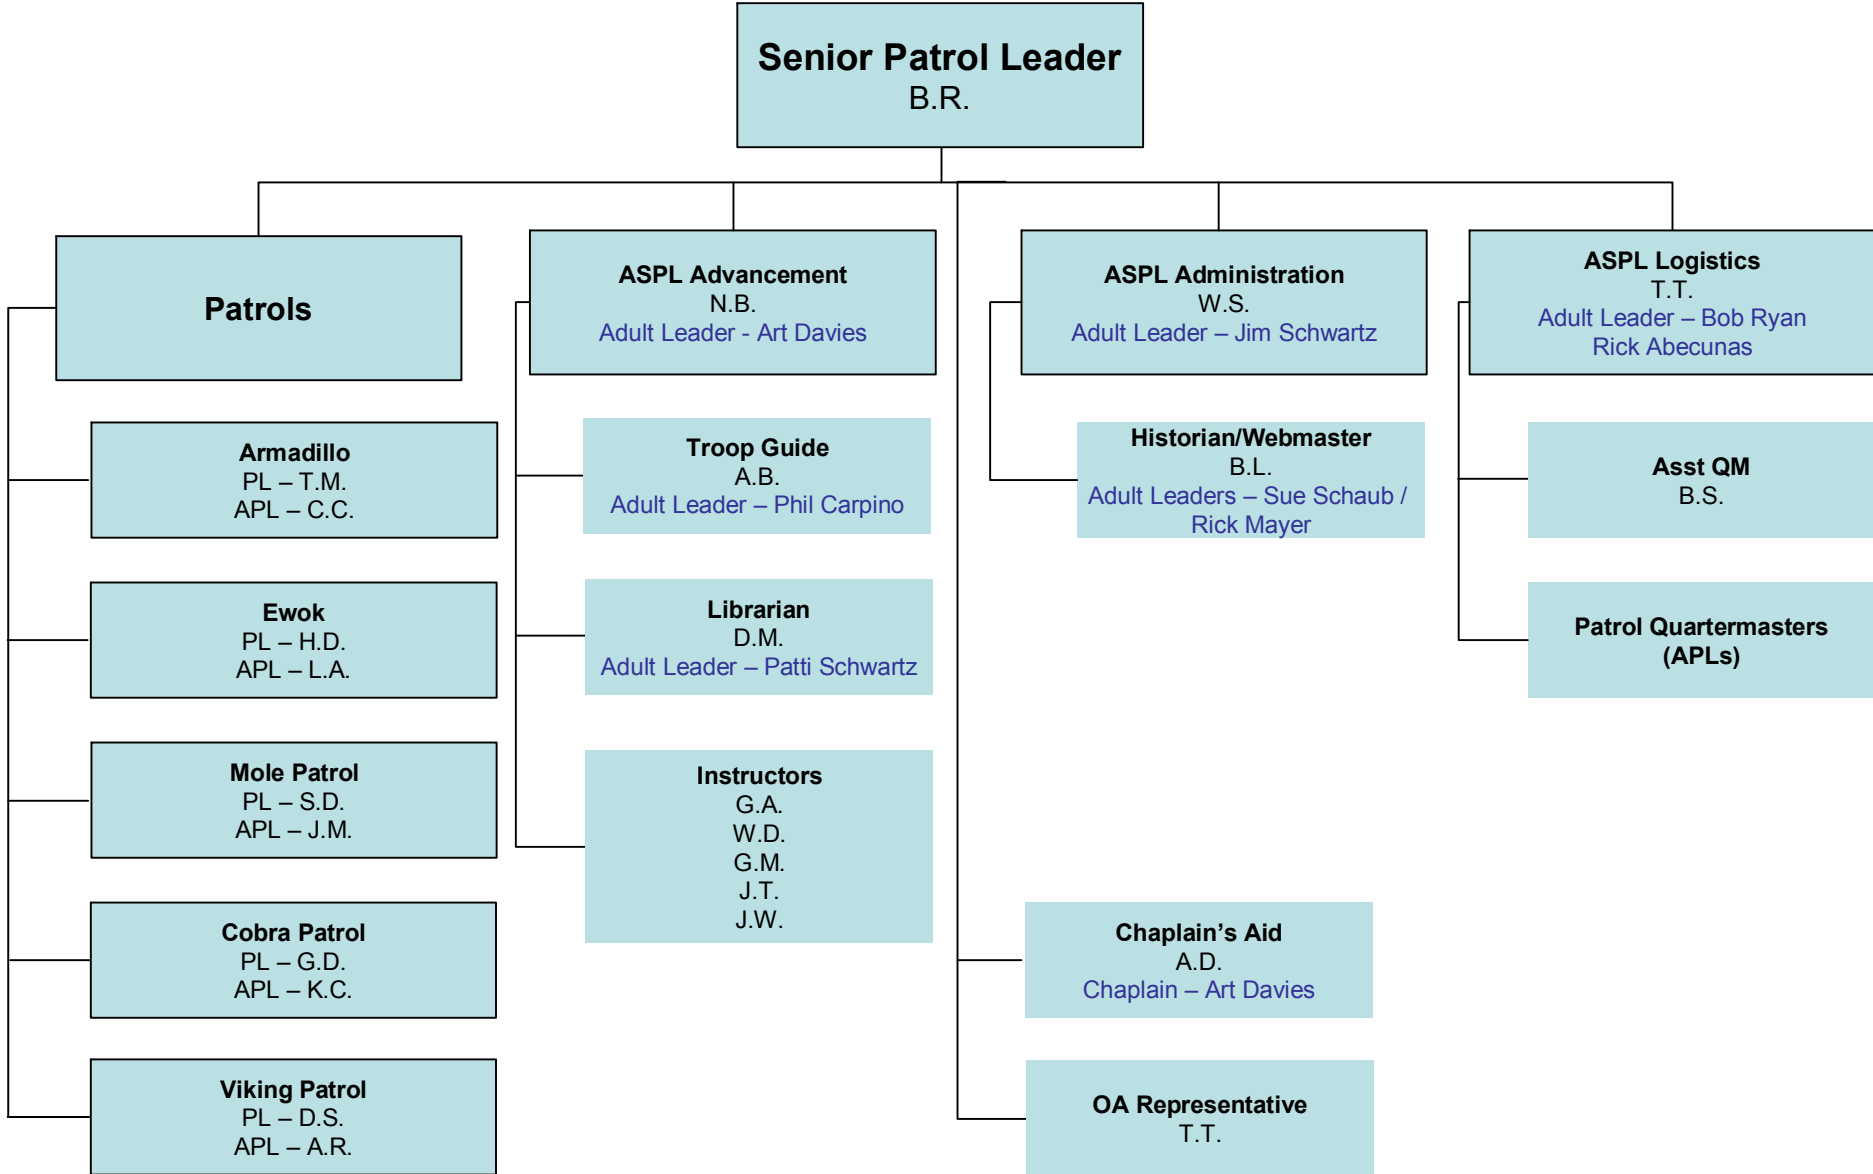 Senior Patrol Leader
B.R.
Patrols
Armadillo
PL – T.M.
APL – C.C.
Ewok
PL – H.D.
APL – L.A.
Mole Patrol
PL – S.D.
APL – J.M.
Cobra Patrol
PL – G.D.
APL – K.C.
Viking Patrol
PL – D.S.
APL – A.R.
ASPL Advancement
N.B.
Adult Leader - Art Davies
Troop Guide
A.B.
Adult Leader – Phil Carpino
Librarian
D.M.
Adult Leader – Patti Schwartz
Instructors
G.A.
W.D.
G.M.
J.T.
J.W.
ASPL Administration
W.S.
Adult Leader – Jim Schwartz
Historian/Webmaster
B.L.
Adult Leaders – Sue Schaub /
Rick Mayer
Chaplain’s Aid
A.D.
Chaplain – Art Davies
OA Representative
T.T.
ASPL Logistics
T.T.
Adult Leader – Bob Ryan
Rick Abecunas
Asst QM
B.S.
Patrol Quartermasters
(APLs)